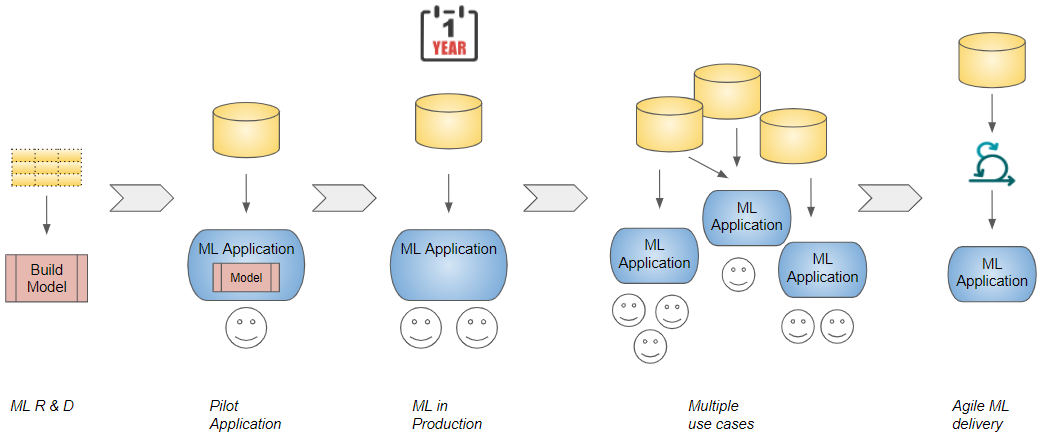 1
YEAR
Build
Model
ML Application
Model
ML Application
ML
Application
ML
Application
ML
Application
ML
Application
ML R & D
Pilot
Application
ML in
Production
Multiple
use cases
Agile ML
delivery